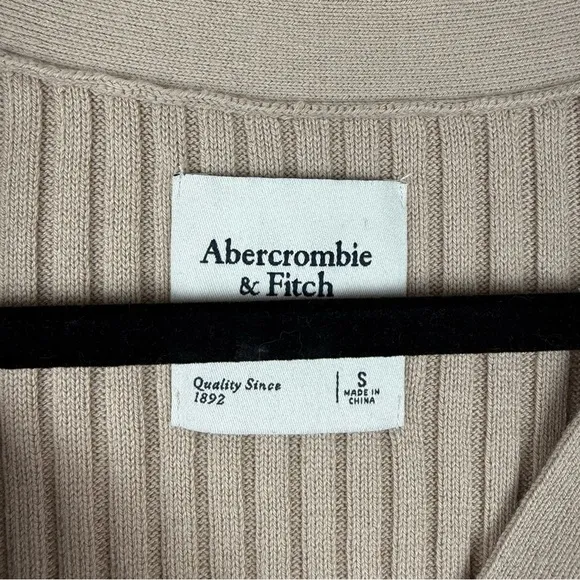 Abercrombie
& Fitch
Quality Since
1892
S
MADE IN
CHINA